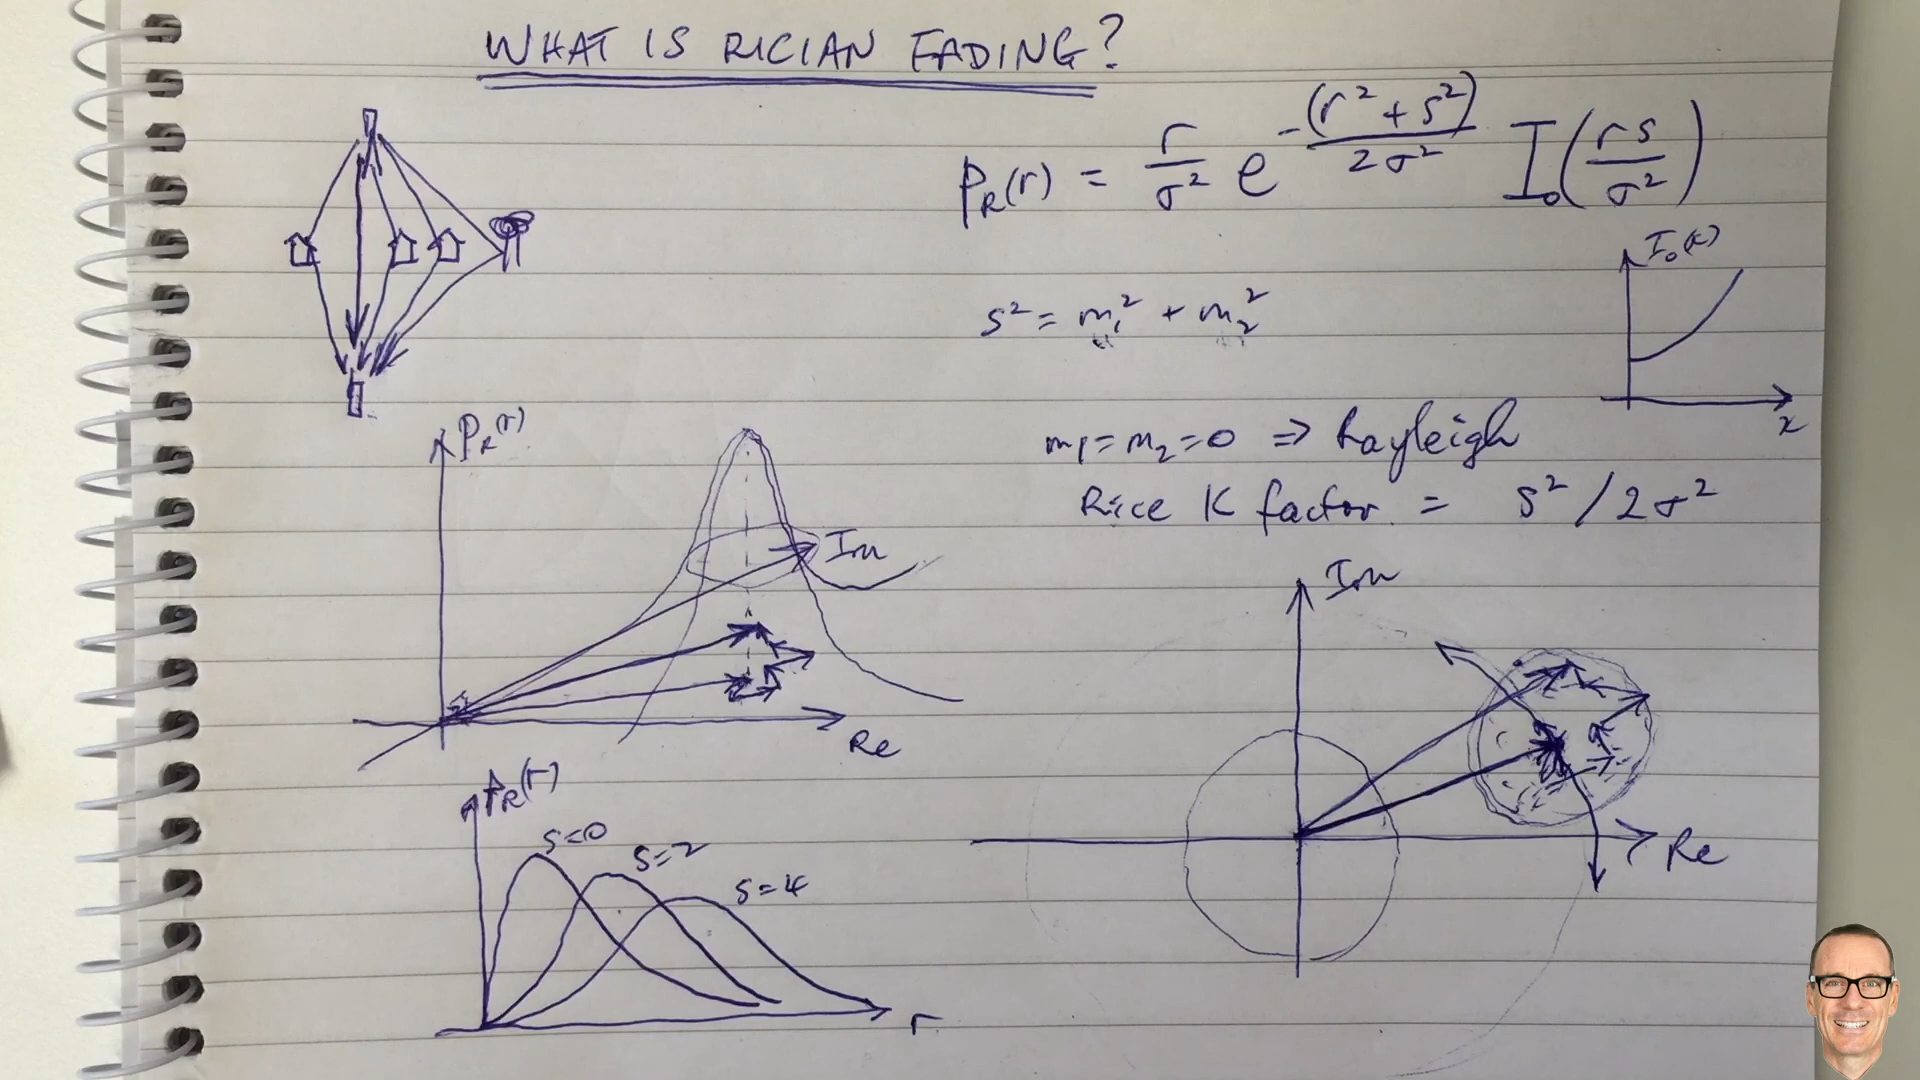 WHAT IS RICIAN FADING?
p_R(r) = r/σ² e^(-(r² + s²)/2σ²) I₀(rs/σ²)
I₀(x)
x
s² = m₁² + m₂²
m₁ = m₂ = 0 ⇒ Rayleigh
Rice K factor = s² / 2σ²
p_R(r)
Im
Re
Im
Re
p_R(r)
s=0
s=2
s=4
r